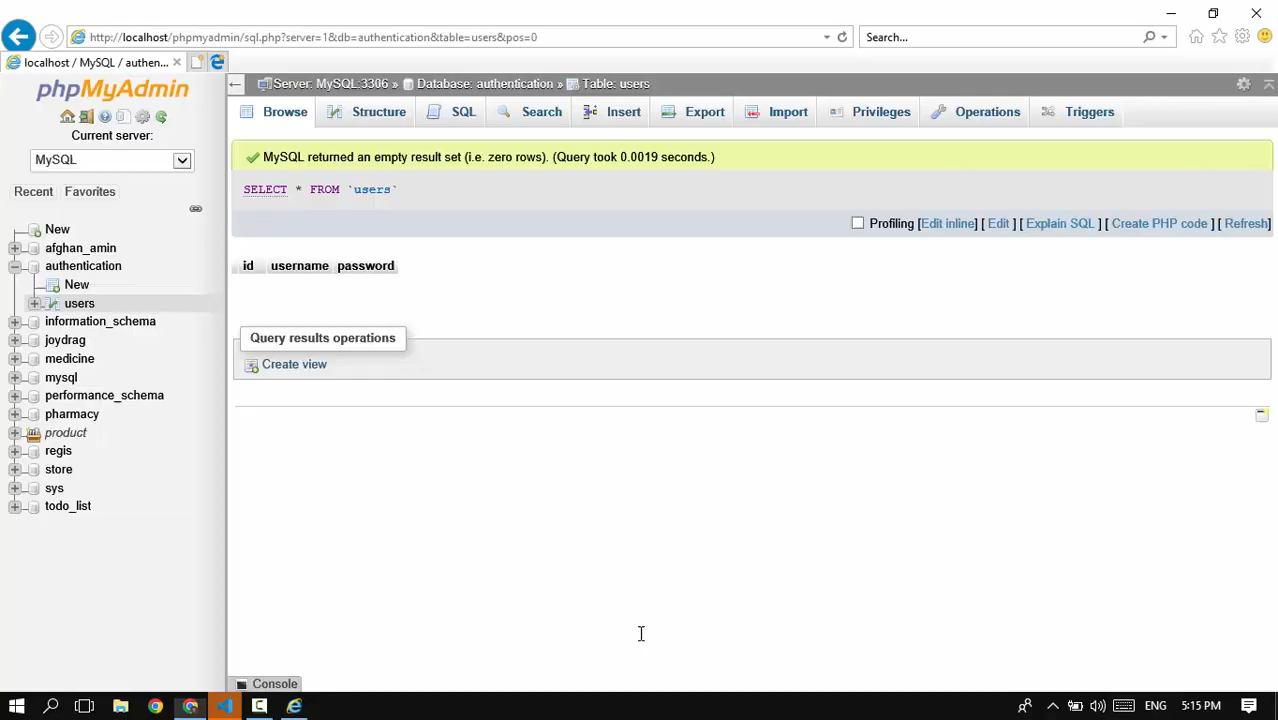 http://localhost/phpmyadmin/sql.php?server=1&db=authentication&table=users&pos=0
Search...
localhost / MySQL / authen...
phpMyAdmin
Current server:
MySQL
Recent Favorites
New
afghan_amin
authentication
New
users
information_schema
joydrag
medicine
mysql
performance_schema
pharmacy
product
regis
store
sys
todo_list
Server: MySQL:3306 » Database: authentication » Table: users
Browse Structure SQL Search Insert Export Import Privileges Operations Triggers
MySQL returned an empty result set (i.e. zero rows). (Query took 0.0019 seconds.)
SELECT * FROM `users`
Profiling [Edit inline] [ Edit ] [ Explain SQL ] [ Create PHP code ] [ Refresh]
id username password
Query results operations
Create view
Console
ENG 5:15 PM